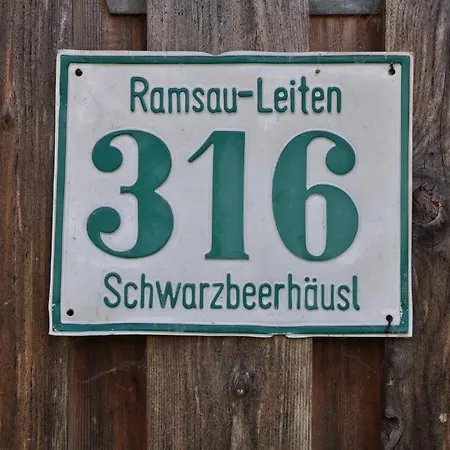 Ramsau-Leiten
316
Schwarzbeerhäusl